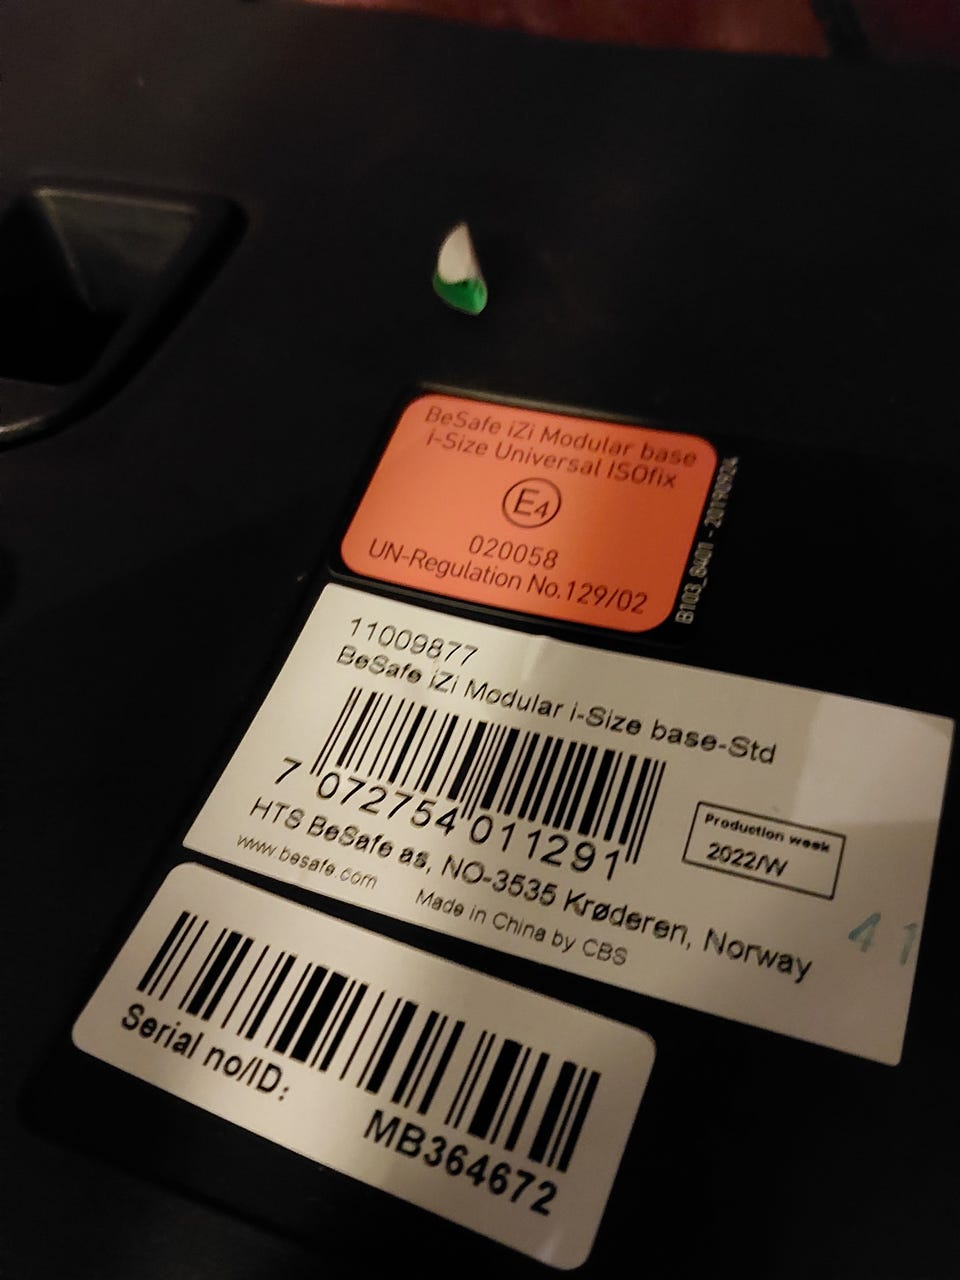 BeSafe iZi Modular base
i-Size Universal ISOfix
E4
020058
UN-Regulation No.129/02
B103_8401 - 20190924
11009877
BeSafe iZi Modular i-Size base-Std
7 072754 011291
HTS BeSafe as, NO-3535 Krøderen, Norway
www.besafe.com
Made in China by CBS
Production week
2022/W
41
Serial no/ID:
MB364672